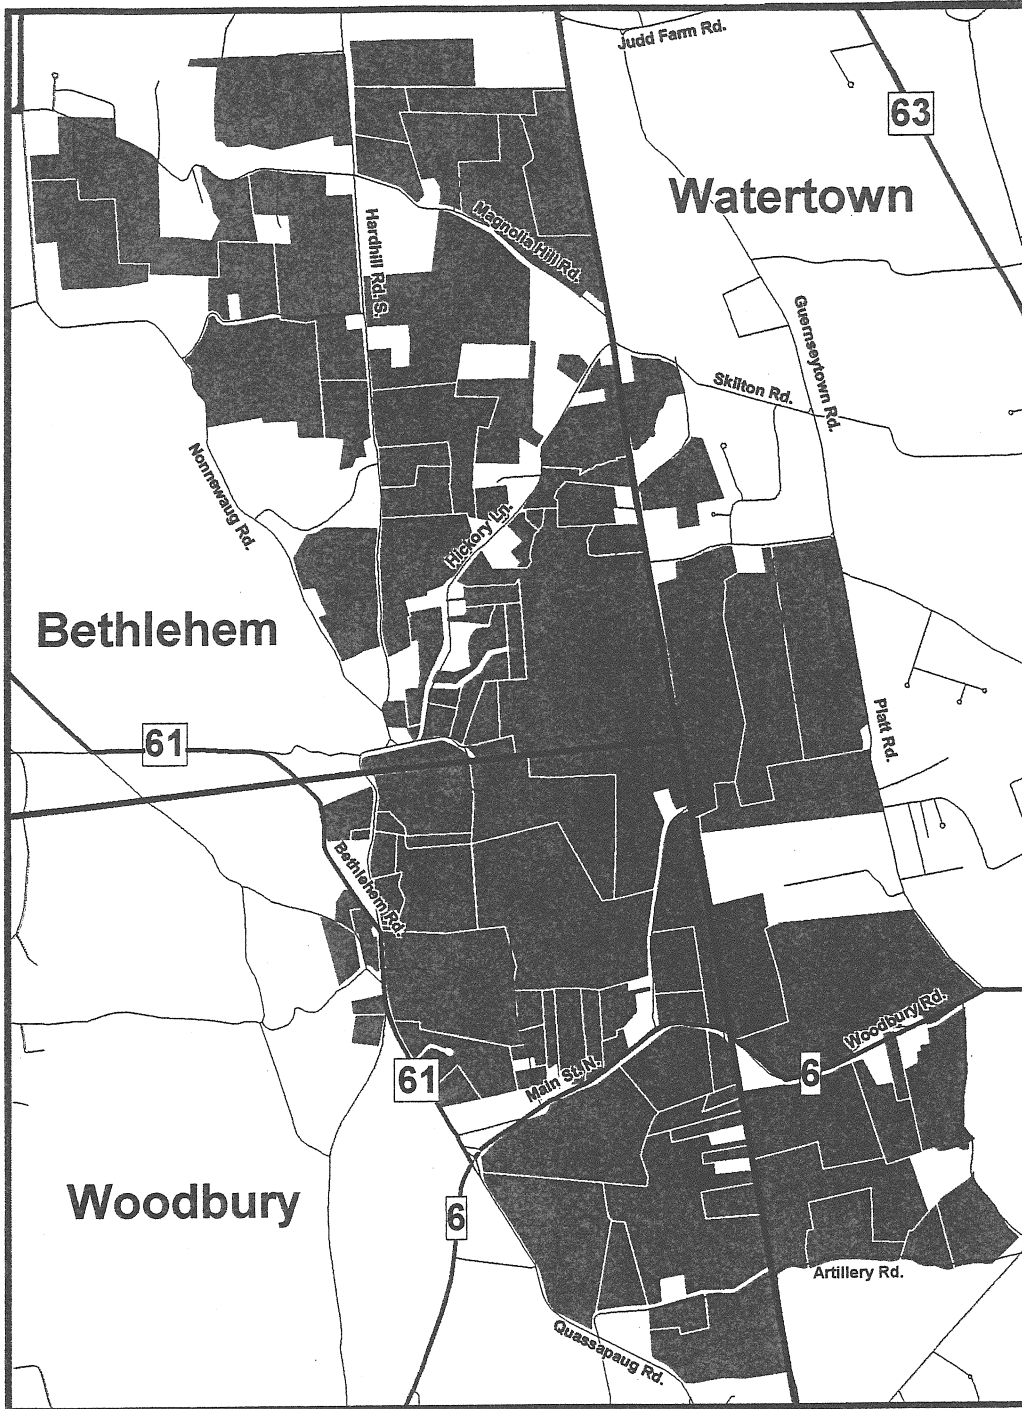 Judd Farm Rd.
63
Watertown
Magnolia Hill Rd.
Hardhill Rd. S.
Guernseytown Rd.
Skilton Rd.
Nonnewaug Rd.
Hickory Ln.
Bethlehem
61
Platt Rd.
Bethlehem Rd.
Woodbury Rd.
61
Main St. N.
6
Woodbury
6
Artillery Rd.
Quassapaug Rd.